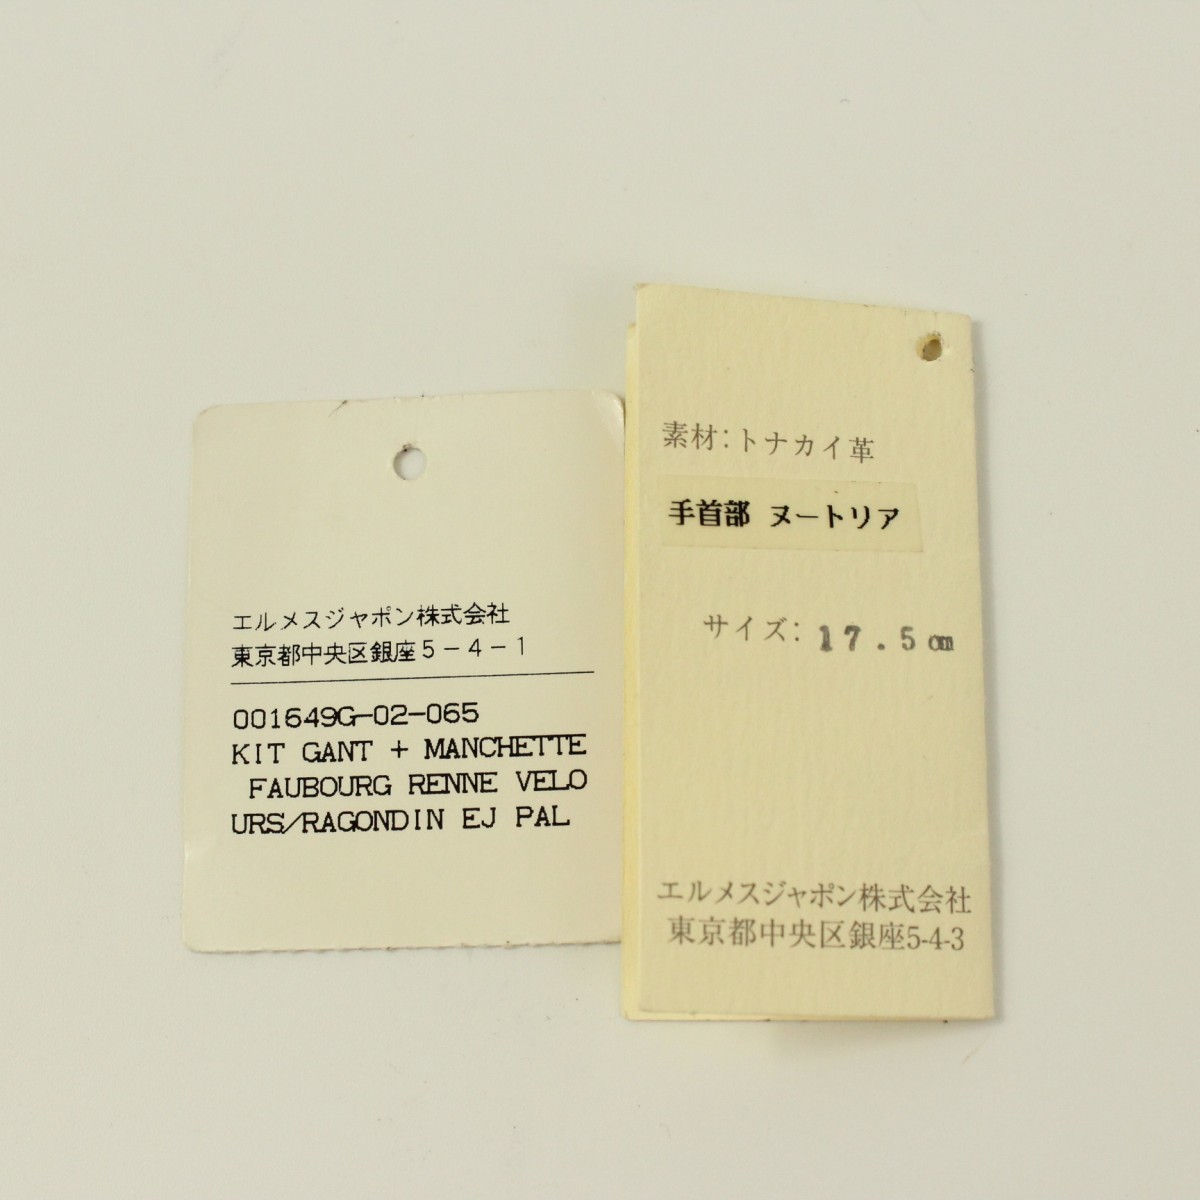 エルメスジャポン株式会社
東京都中央区銀座5-4-1
001649G-02-065
KIT GANT + MANCHETTE
FAUBOURG RENNE VELO
URS/RAGONDIN EJ PAL
素材:トナカイ革
手首部 ヌートリア
サイズ: 17.5cm
エルメスジャポン株式会社
東京都中央区銀座5-4-3